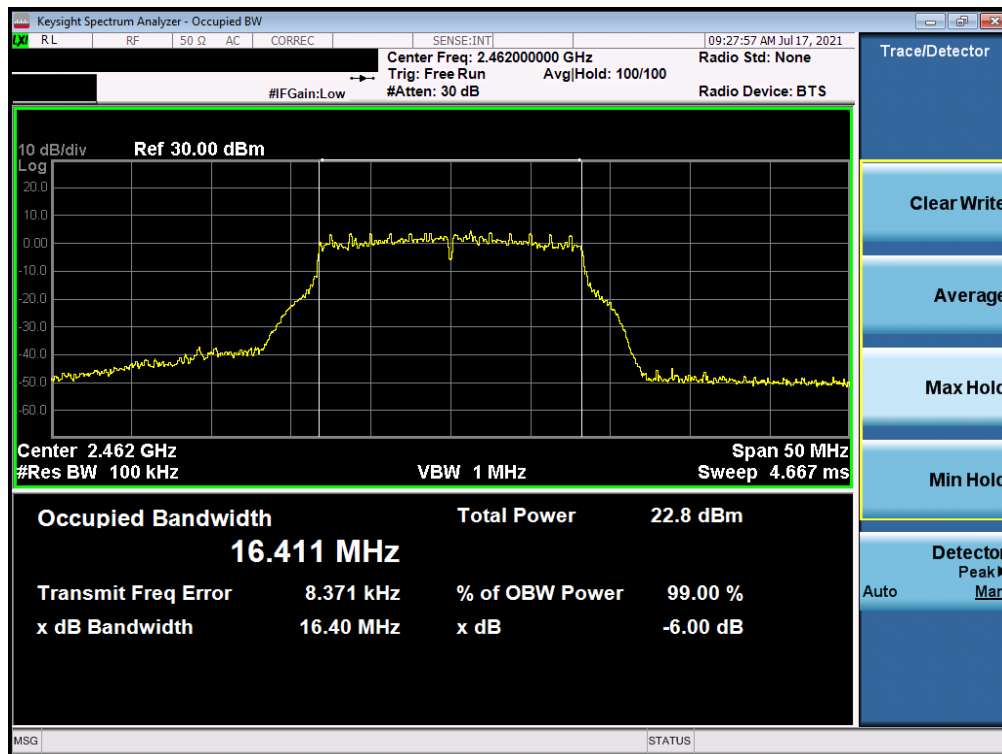 Keysight Spectrum Analyzer - Occupied BW
LXI RL RF 50 Ω AC CORREC SENSE:INT 09:27:57 AM Jul 17, 2021
Center Freq: 2.462000000 GHz Radio Std: None
Trig: Free Run Avg|Hold: 100/100
#IFGain:Low #Atten: 30 dB Radio Device: BTS
10 dB/div Ref 30.00 dBm
Log
20.0
10.0
0.00
-10.0
-20.0
-30.0
-40.0
-50.0
-60.0
Center 2.462 GHz Span 50 MHz
#Res BW 100 kHz VBW 1 MHz Sweep 4.667 ms
Occupied Bandwidth Total Power 22.8 dBm
16.411 MHz
Transmit Freq Error 8.371 kHz % of OBW Power 99.00 %
x dB Bandwidth 16.40 MHz x dB -6.00 dB
MSG STATUS
Trace/Detector
Clear Write
Average
Max Hold
Min Hold
Detector
Peak
Auto Man